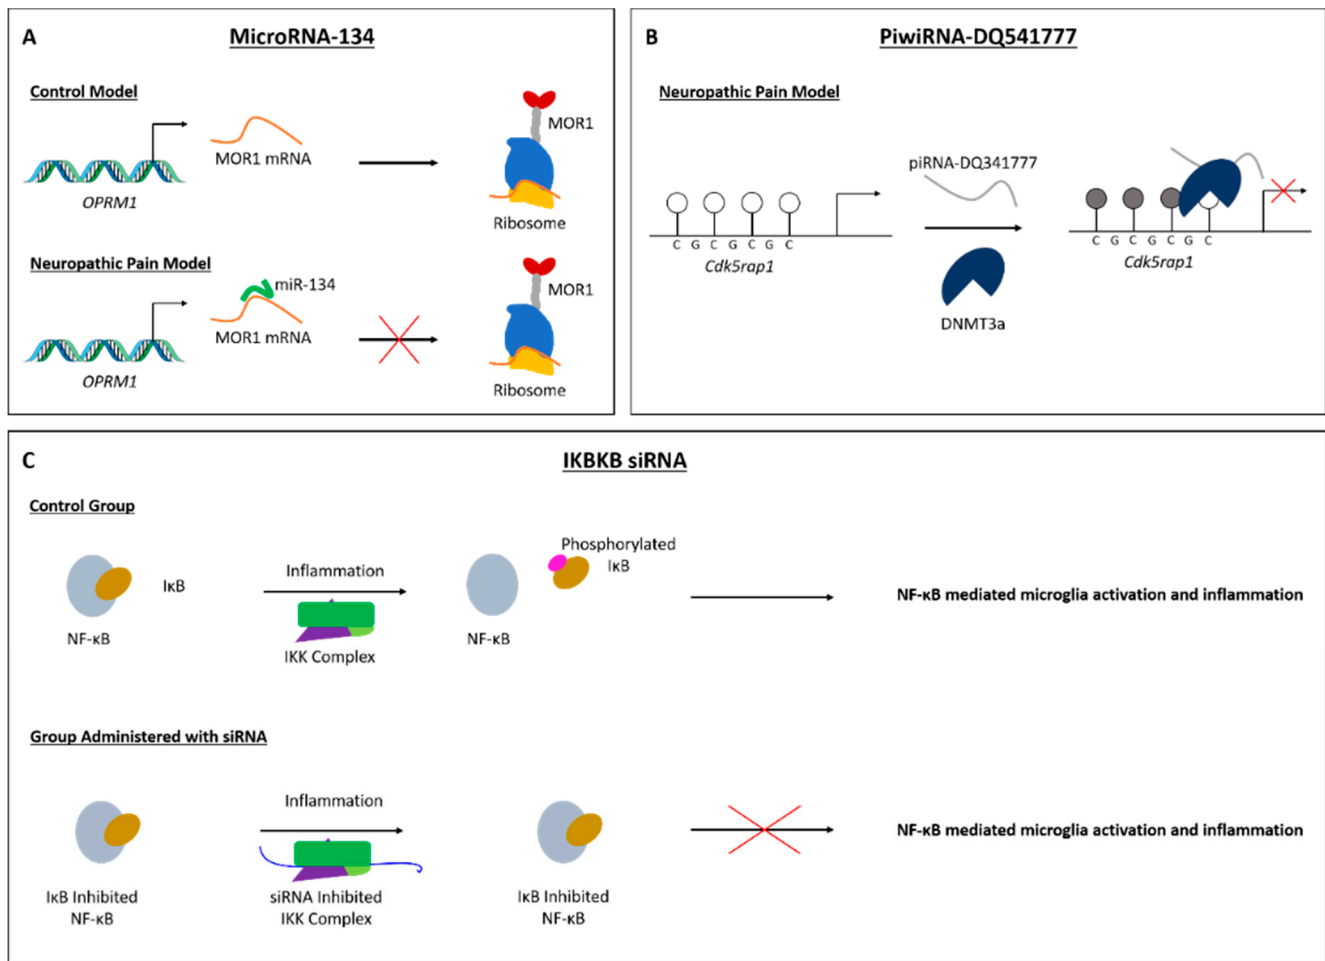 A
MicroRNA-134
Control Model
MOR1 mRNA
OPRM1
MOR1
Ribosome
Neuropathic Pain Model
miR-134
MOR1 mRNA
OPRM1
MOR1
Ribosome
B
PiwiRNA-DQ541777
Neuropathic Pain Model
C G C G C G C
Cdk5rap1
piRNA-DQ341777
DNMT3a
C G C G C G C
Cdk5rap1
C
IKBKB siRNA
Control Group
IκB
NF-κB
Inflammation
IKK Complex
Phosphorylated
IκB
NF-κB
NF-κB mediated microglia activation and inflammation
Group Administered with siRNA
IκB Inhibited
NF-κB
Inflammation
siRNA Inhibited
IKK Complex
IκB Inhibited
NF-κB
NF-κB mediated microglia activation and inflammation